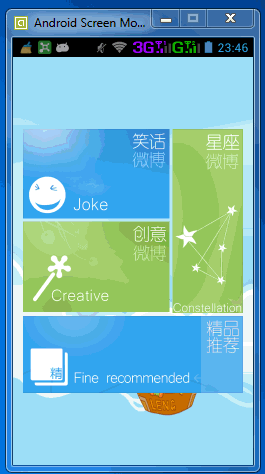 Android Screen Mo...
3G G 23:46
笑话
微博
Joke
星座
微博
创意
微博
Creative
Constellation
精品
推荐
精
Fine recommended